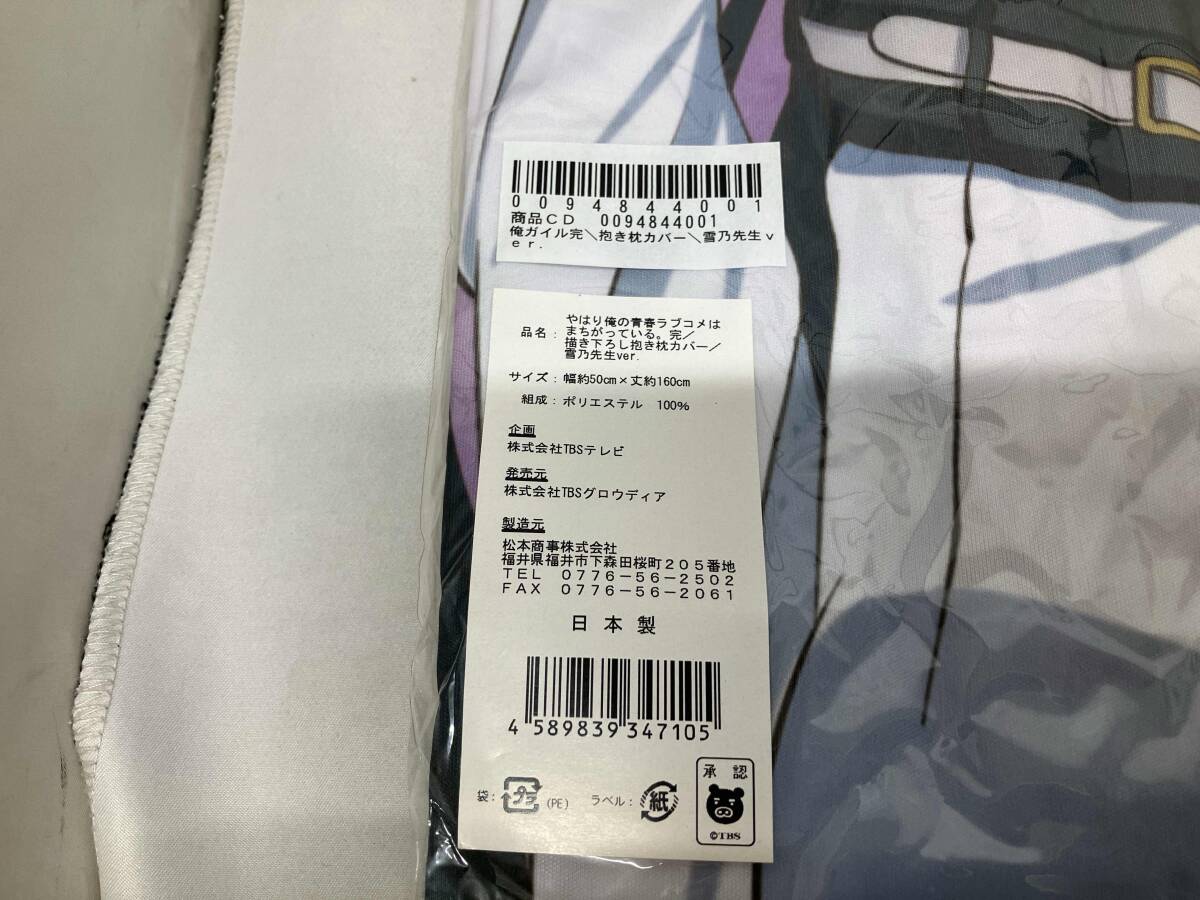 0094844001
商品CD 0094844001
俺ガイル完＼抱き枕カバー＼雪乃先生v
er.
品名： やはり俺の青春ラブコメは
まちがっている。完／
描き下ろし抱き枕カバー／
雪乃先生ver.
サイズ：幅約50cm×丈約160cm
組成：ポリエステル 100%
企画
株式会社TBSテレビ
発売元
株式会社TBSグロウディア
製造元
松本商事株式会社
福井県福井市下森田桜町２０５番地
ＴＥＬ ０７７６－５６－２５０２
ＦＡＸ ０７７６－５６－２０６１
日本製
4 589839 347105
袋： プラ (PE) ラベル： 紙
承認
©TBS